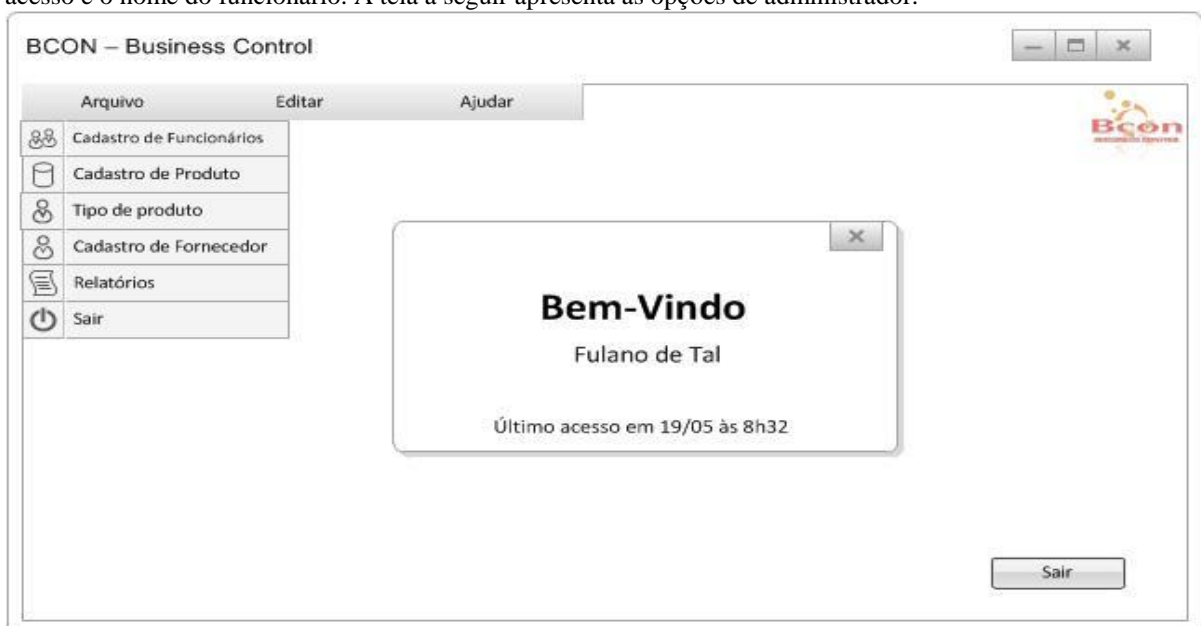 acesso e o nome do funcionário. A tela a seguir apresenta as opções de administrador.
BCON – Business Control
Arquivo Editar Ajudar
Bcon
Cadastro de Funcionários
Cadastro de Produto
Tipo de produto
Cadastro de Fornecedor
Relatórios
Sair
Bem-Vindo
Fulano de Tal
Último acesso em 19/05 às 8h32
Sair